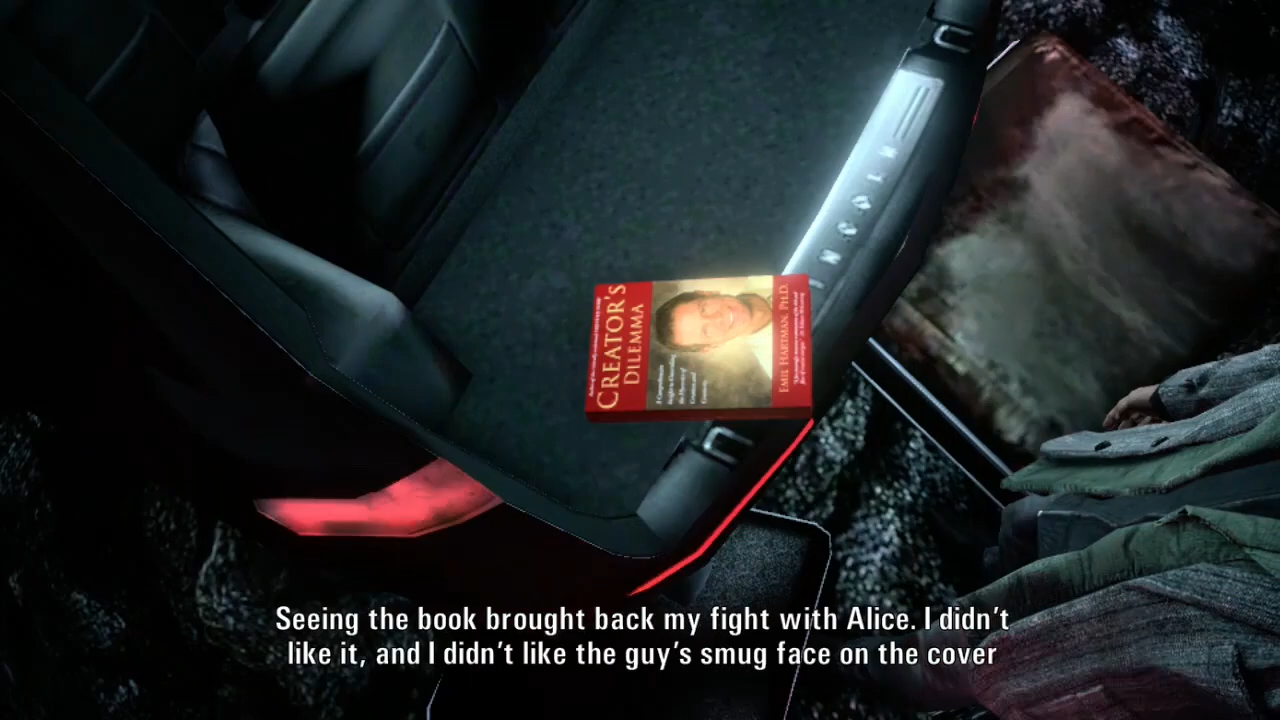 CREATOR'S
DILEMMA
EMIL HARTMAN, PH.D.
LINCOLN
Seeing the book brought back my fight with Alice. I didn't
like it, and I didn't like the guy's smug face on the cover